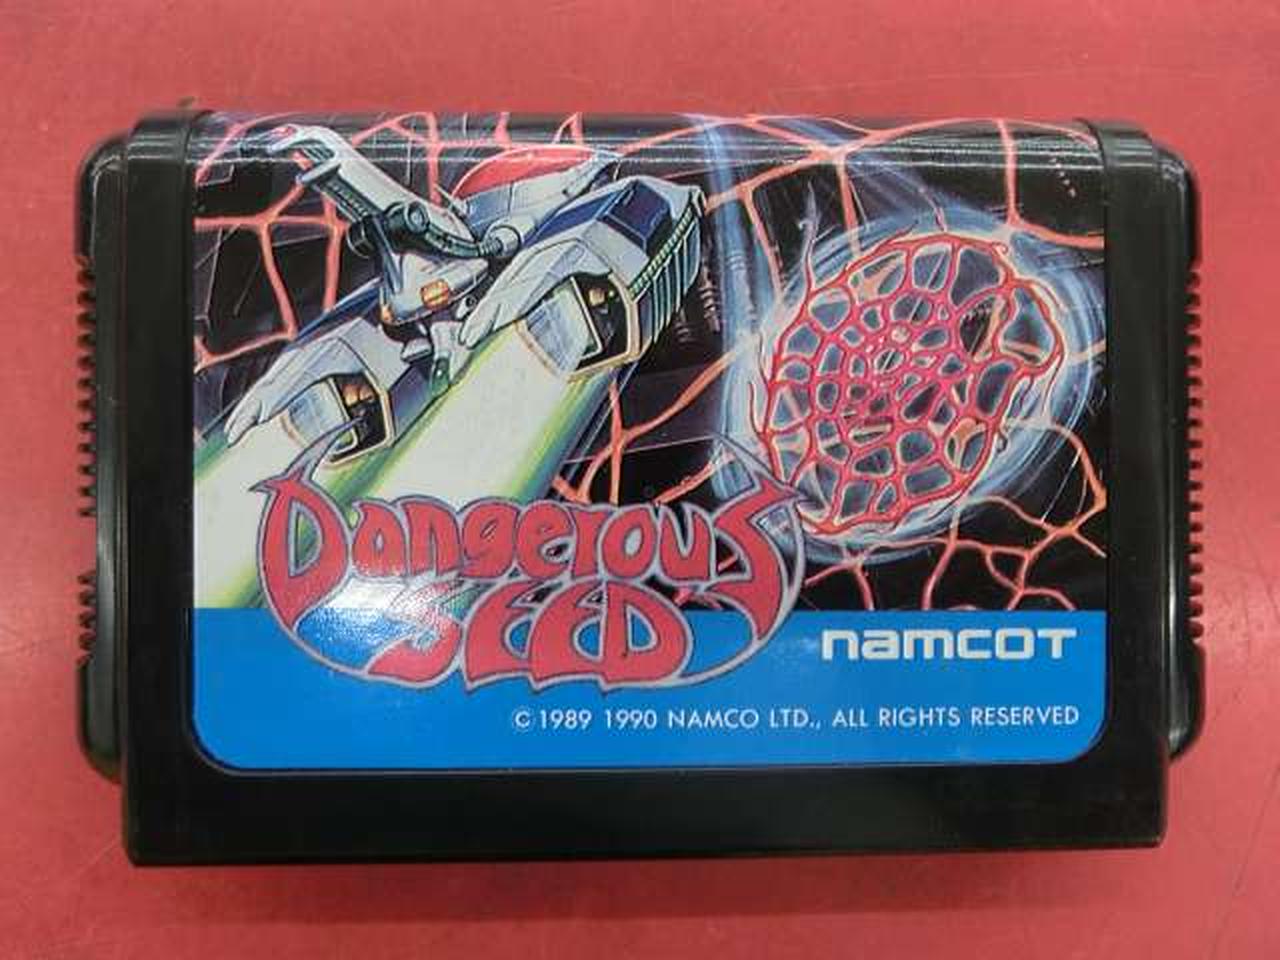 Dangerous
SEED
namcot
© 1989 1990 NAMCO LTD., ALL RIGHTS RESERVED